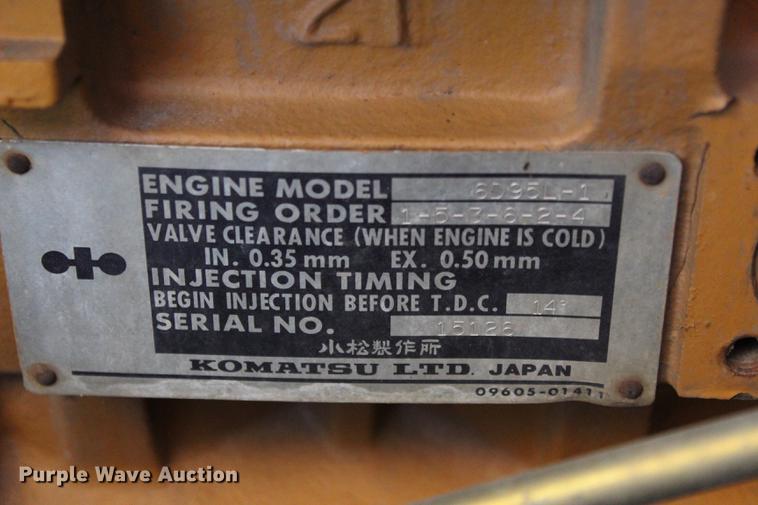 21
ENGINE MODEL 6D95L-1
FIRING ORDER 1-5-3-6-2-4
VALVE CLEARANCE (WHEN ENGINE IS COLD)
IN. 0.35 mm EX. 0.50 mm
INJECTION TIMING
BEGIN INJECTION BEFORE T.D.C. 14°
SERIAL NO. 15126
小松製作所
KOMATSU LTD. JAPAN
09605-01411
Purple Wave Auction